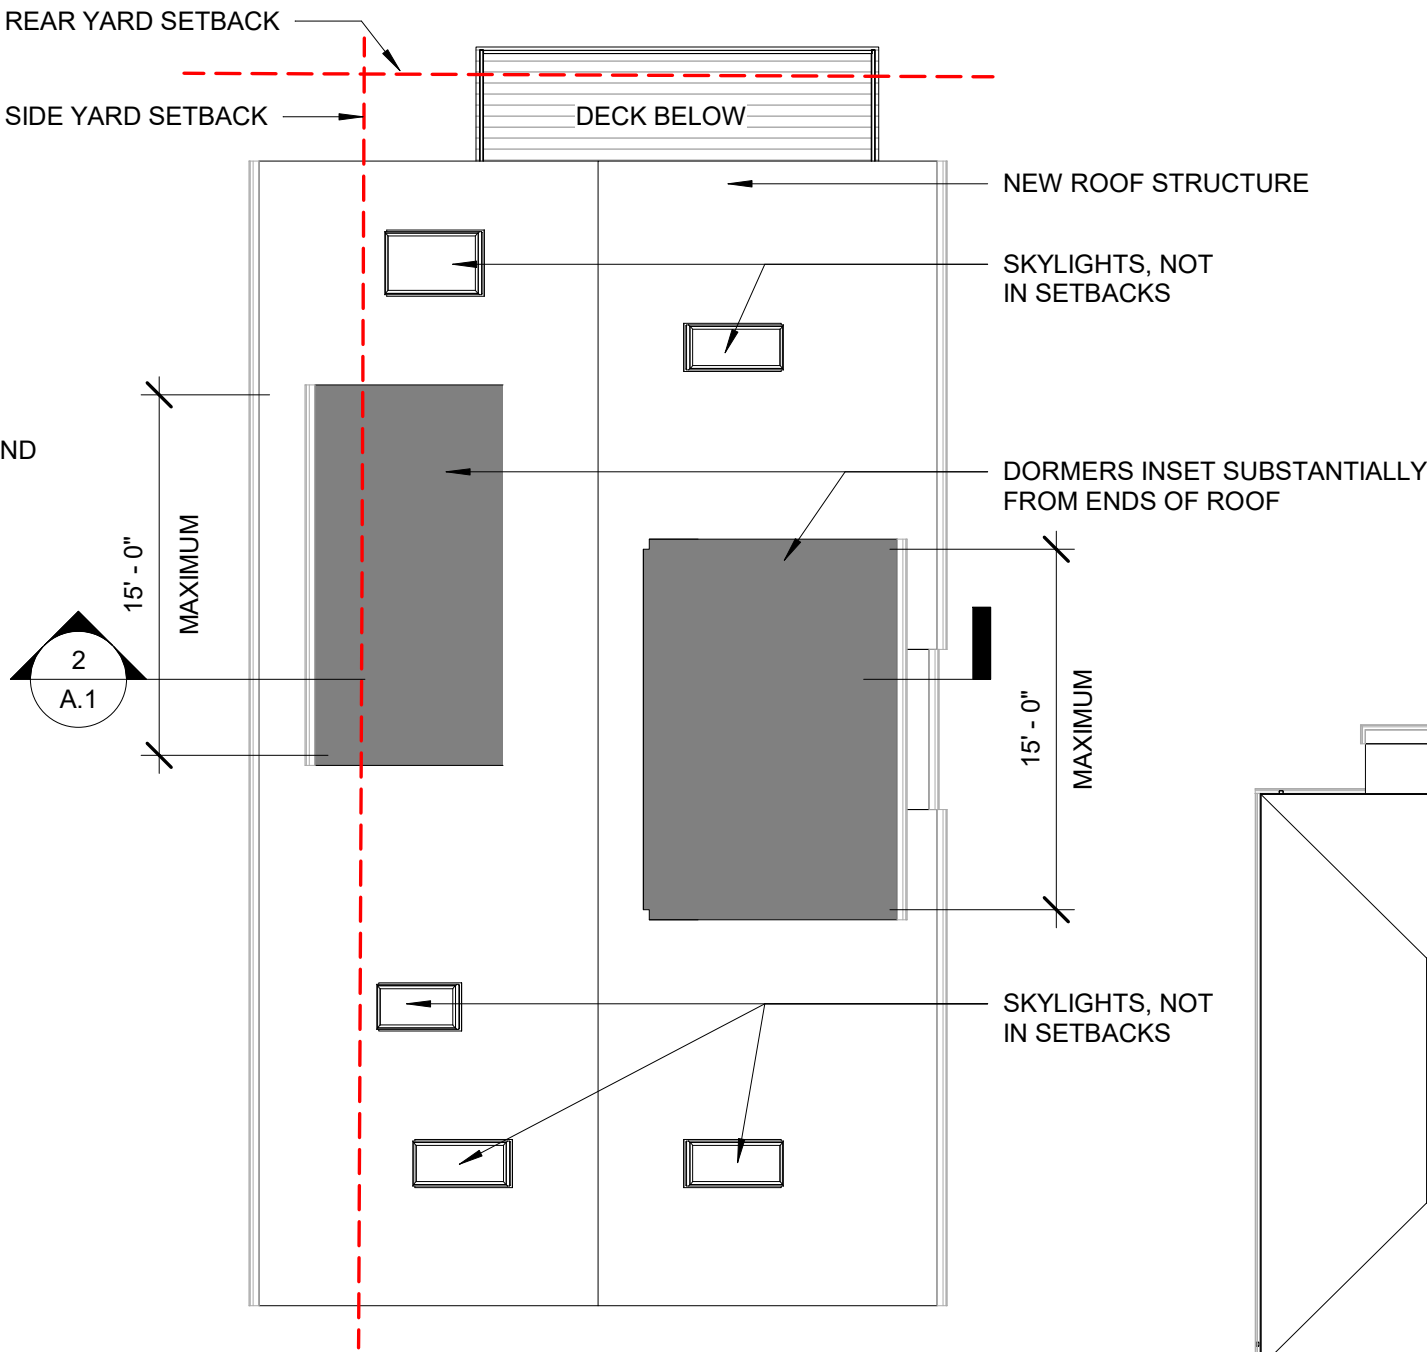 REAR YARD SETBACK
SIDE YARD SETBACK
DECK BELOW
NEW ROOF STRUCTURE
SKYLIGHTS, NOT
IN SETBACKS
ND
DORMERS INSET SUBSTANTIALLY
FROM ENDS OF ROOF
15' - 0"
MAXIMUM
2
A.1
15' - 0"
MAXIMUM
SKYLIGHTS, NOT
IN SETBACKS